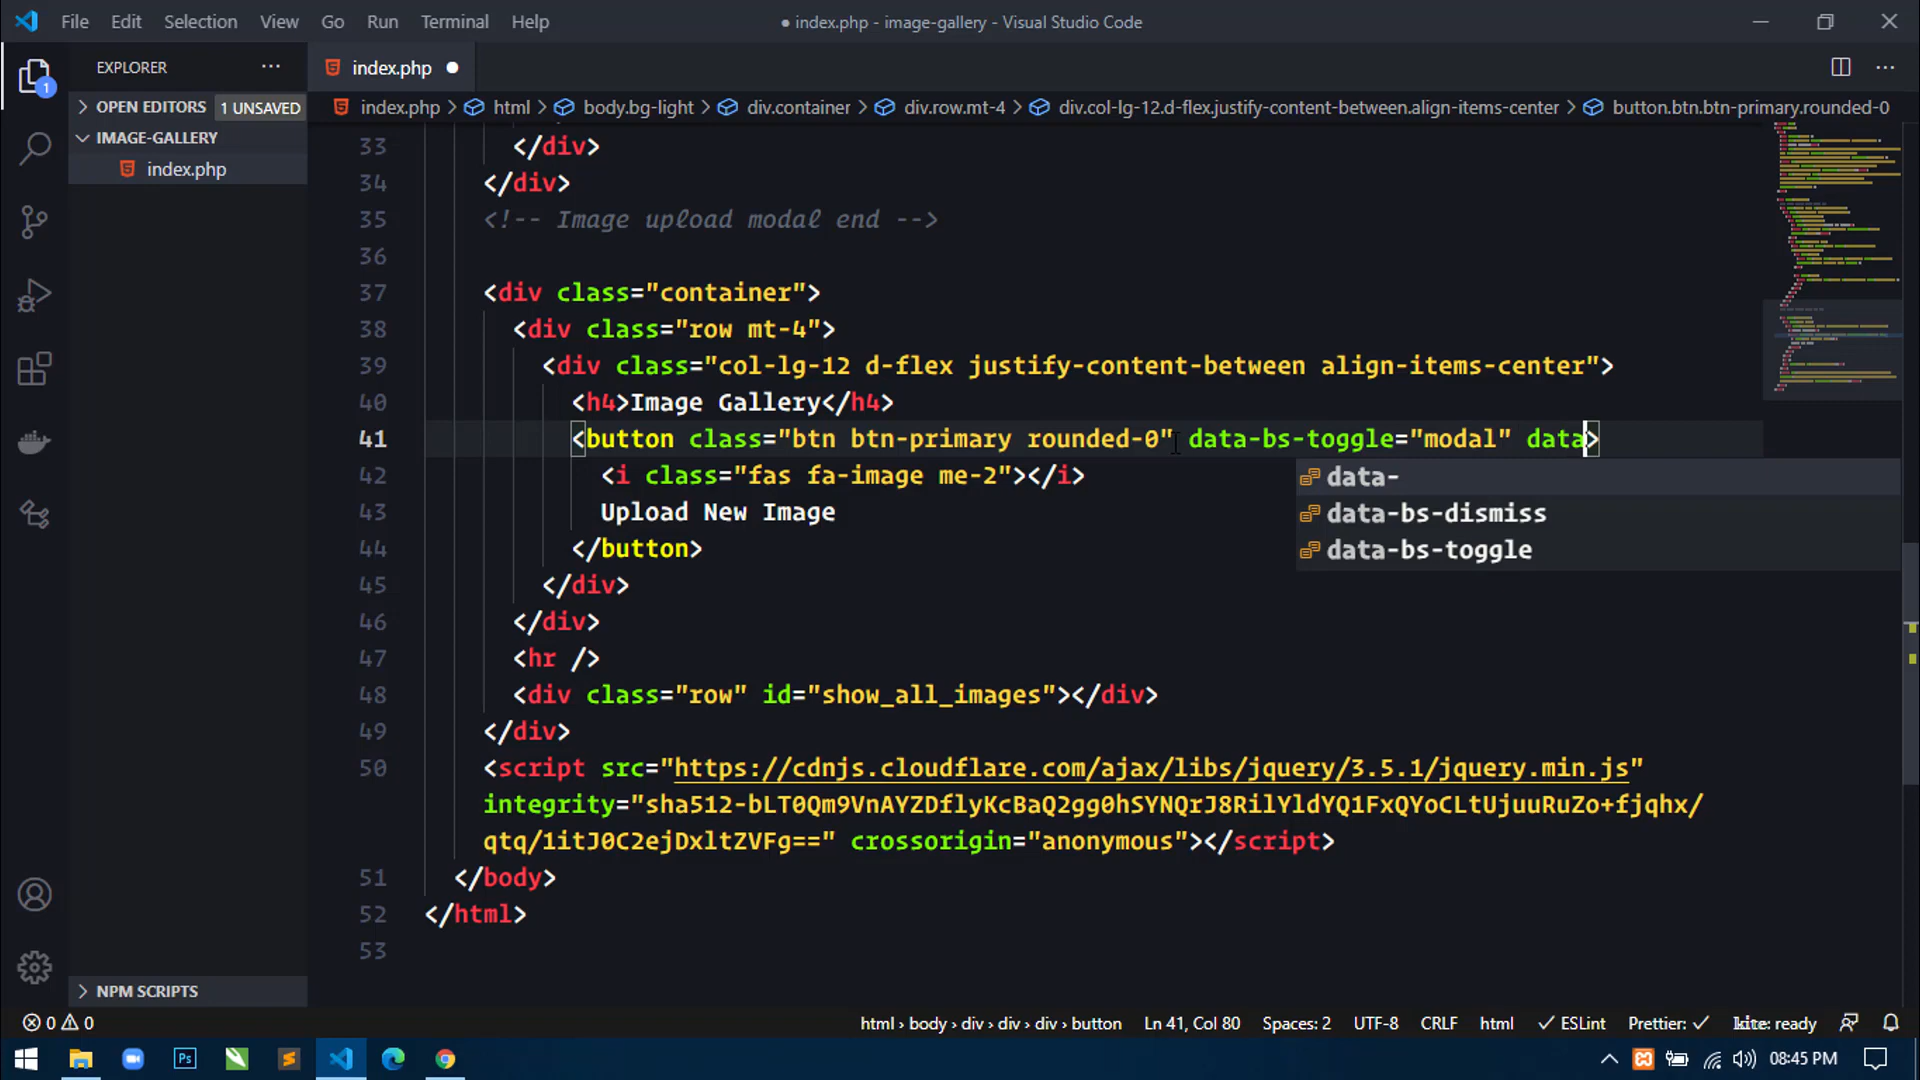 File Edit Selection View Go Run Terminal Help
● index.php - image-gallery - Visual Studio Code
EXPLORER
index.php
OPEN EDITORS 1 UNSAVED
index.php > html > body.bg-light > div.container > div.row.mt-4 > div.col-lg-12.d-flex.justify-content-between.align-items-center > button.btn.btn-primary.rounded-0
IMAGE-GALLERY
index.php
1
33 </div>
34 </div>
35 <!-- Image upload modal end -->
36
37 <div class="container">
38 <div class="row mt-4">
39 <div class="col-lg-12 d-flex justify-content-between align-items-center">
40 <h4>Image Gallery</h4>
41 <button class="btn btn-primary rounded-0" data-bs-toggle="modal" data>
42 <i class="fas fa-image me-2"></i>
data-
43 Upload New Image
data-bs-dismiss
44 </button>
data-bs-toggle
45 </div>
46 </div>
47 <hr />
48 <div class="row" id="show_all_images"></div>
49 </div>
50 <script src="https://cdnjs.cloudflare.com/ajax/libs/jquery/3.5.1/jquery.min.js"
integrity="sha512-bLT0Qm9VnAYZDflyKcBaQ2gg0hSYNQrJ8RilYldYQ1FxQYoCLtUjuuRuZo+fjqhx/
qtq/1itJ0C2ejDxltZVFg==" crossorigin="anonymous"></script>
51 </body>
52 </html>
53
NPM SCRIPTS
0 0 html › body › div › div › div › button Ln 41, Col 80 Spaces: 2 UTF-8 CRLF html ESLint Prettier: ✓ kite: ready
Ps
08:45 PM